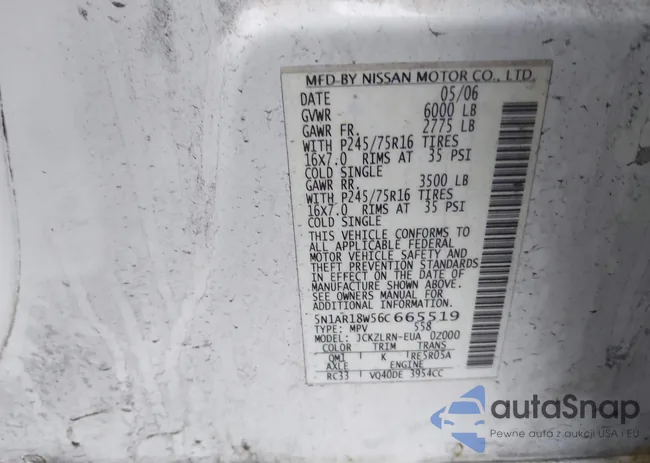 MFD BY NISSAN MOTOR CO., LTD.
DATE 05/06
GVWR 6000 LB
GAWR FR. 2775 LB
WITH P245/75R16 TIRES
16x7.0 RIMS AT 35 PSI
COLD SINGLE
GAWR RR. 3500 LB
WITH P245/75R16 TIRES
16x7.0 RIMS AT 35 PSI
COLD SINGLE
THIS VEHICLE CONFORMS TO
ALL APPLICABLE FEDERAL
MOTOR VEHICLE SAFETY AND
THEFT PREVENTION STANDARDS
IN EFFECT ON THE DATE OF
MANUFACTURE SHOWN ABOVE.
SEE OWNERS MANUAL FOR
ADDITIONAL INFORMATION.
5N1AR18W56C665519
TYPE: MPV 558
MODEL: JCKZLRN-EUA 02000
COLOR TRIM TRANS
QM1 K RE5R05A
AXLE ENGINE
RC33 VQ40DE 3954CC
autoSnap
Pewne auta z aukcji USA i EU